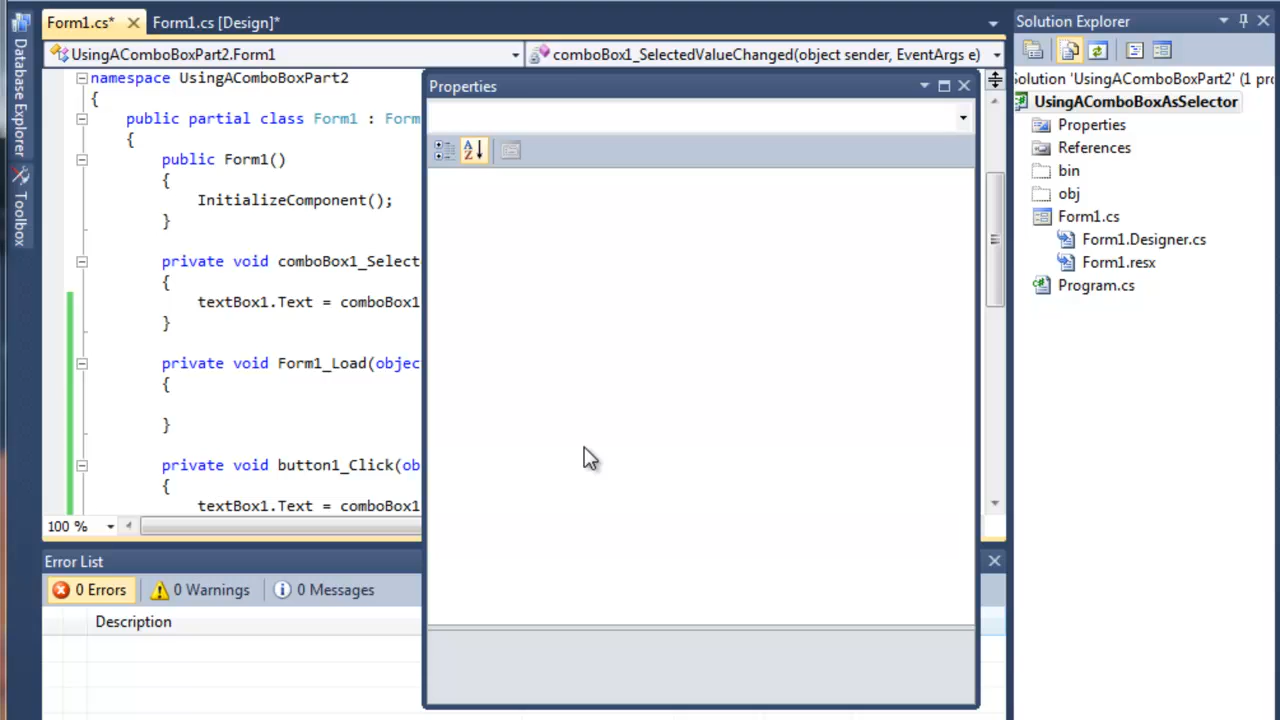 Form1.cs*
Form1.cs [Design]*
Database Explorer
Toolbox
UsingAComboBoxPart2.Form1
comboBox1_SelectedValueChanged(object sender, EventArgs e)
namespace UsingAComboBoxPart2
{
public partial class Form1 : Form
{
public Form1()
{
InitializeComponent();
}
private void comboBox1_Select
{
textBox1.Text = comboBox1
}
private void Form1_Load(objec
{
}
private void button1_Click(ob
{
textBox1.Text = comboBox1
100 %
Properties
A
Z
Error List
0 Errors
0 Warnings
0 Messages
Description
Solution Explorer
Solution 'UsingAComboBoxPart2' (1 pro
UsingAComboBoxAsSelector
Properties
References
bin
obj
Form1.cs
Form1.Designer.cs
Form1.resx
Program.cs